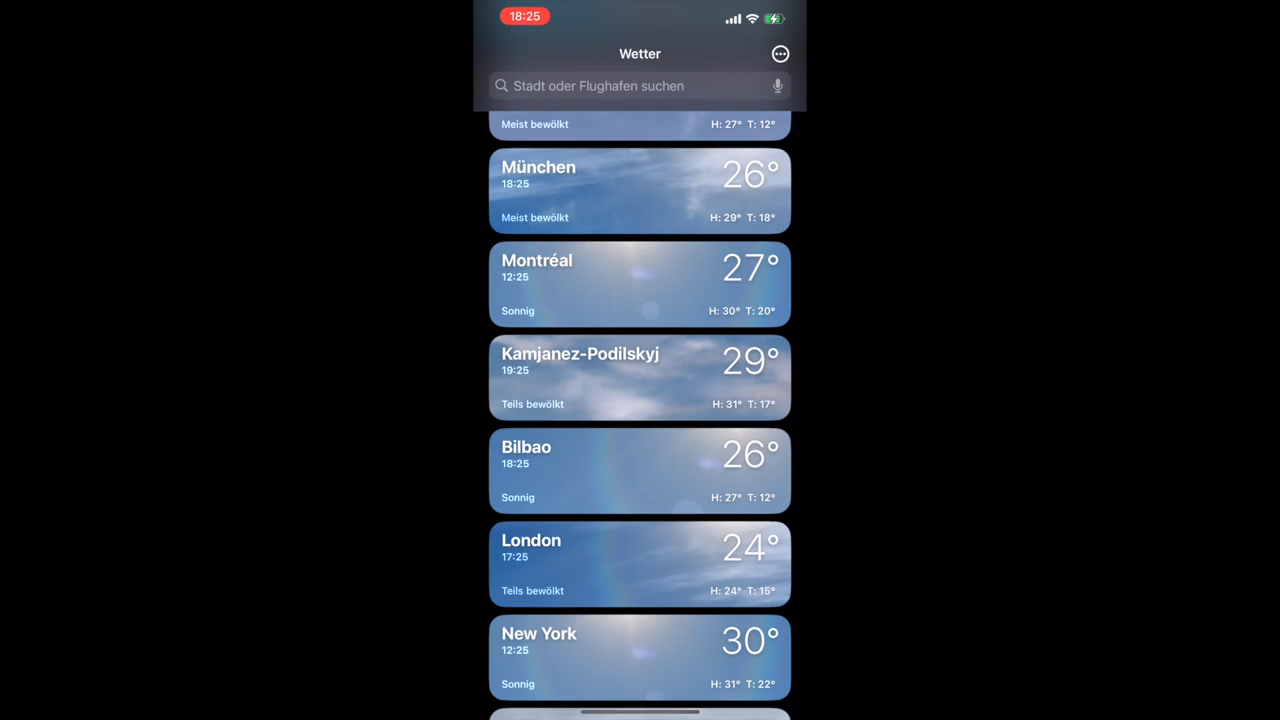 18:25
Wetter
Stadt oder Flughafen suchen
Meist bewölkt H: 27° T: 12°
München 26°
18:25
Meist bewölkt H: 29° T: 18°
Montréal 27°
12:25
Sonnig H: 30° T: 20°
Kamjanez-Podilskyj 29°
19:25
Teils bewölkt H: 31° T: 17°
Bilbao 26°
18:25
Sonnig H: 27° T: 12°
London 24°
17:25
Teils bewölkt H: 24° T: 15°
New York 30°
12:25
Sonnig H: 31° T: 22°